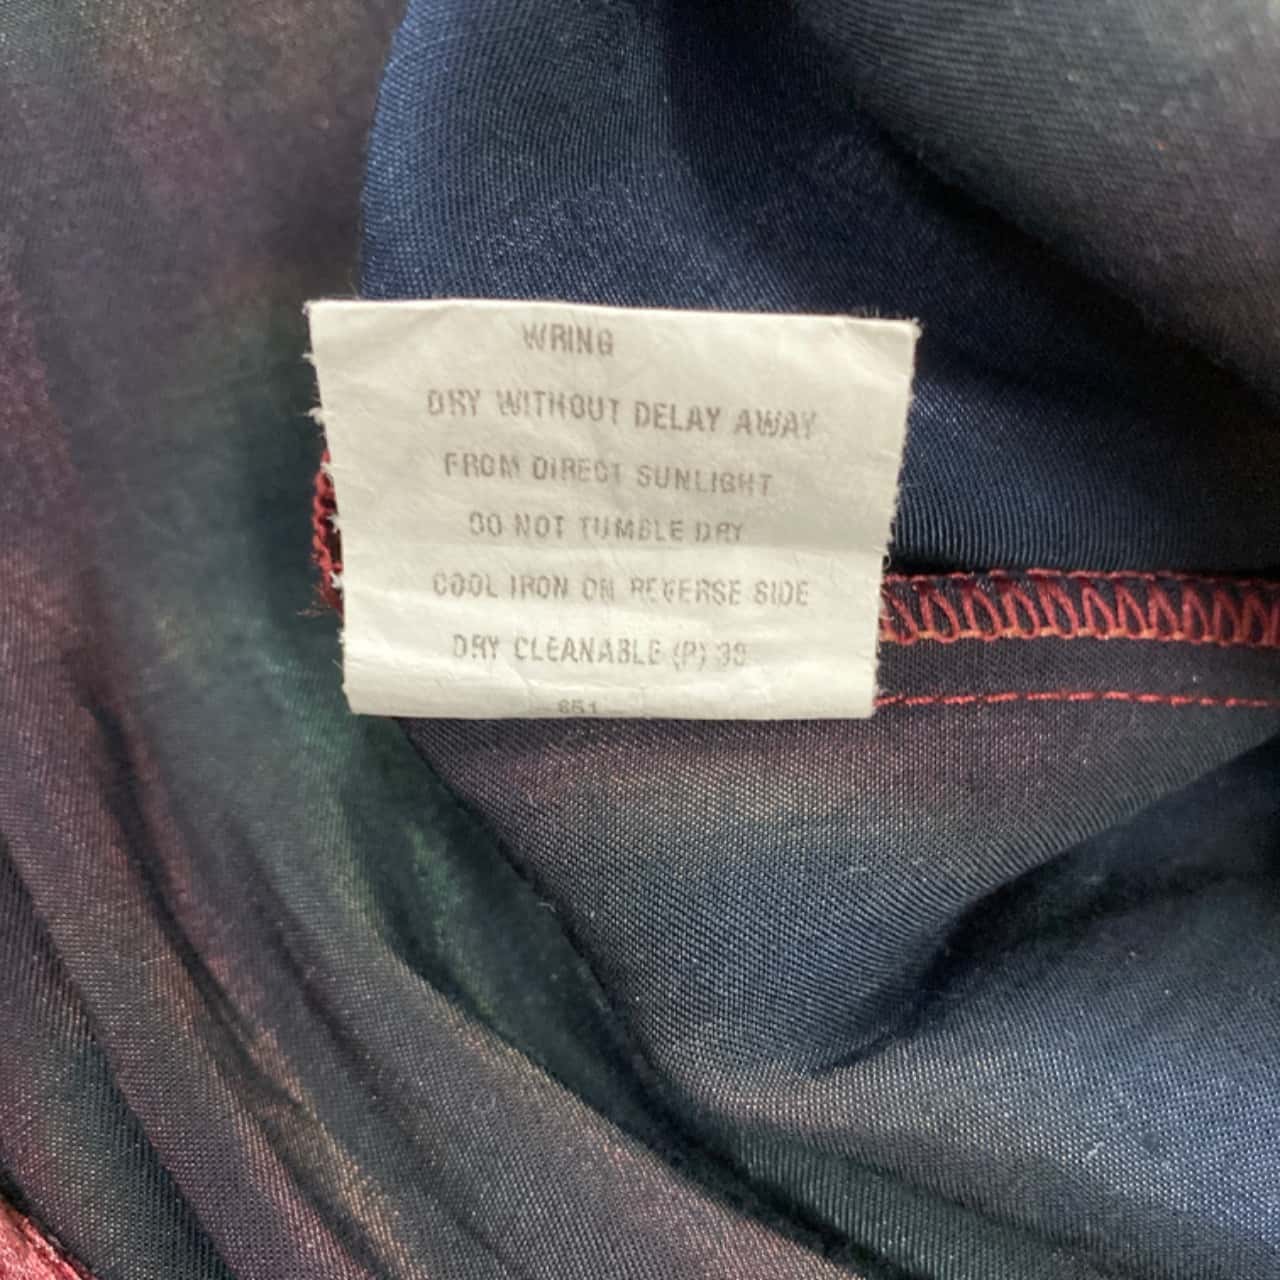 WRING
DRY WITHOUT DELAY AWAY
FROM DIRECT SUNLIGHT
DO NOT TUMBLE DRY
COOL IRON ON REVERSE SIDE
DRY CLEANABLE (P)